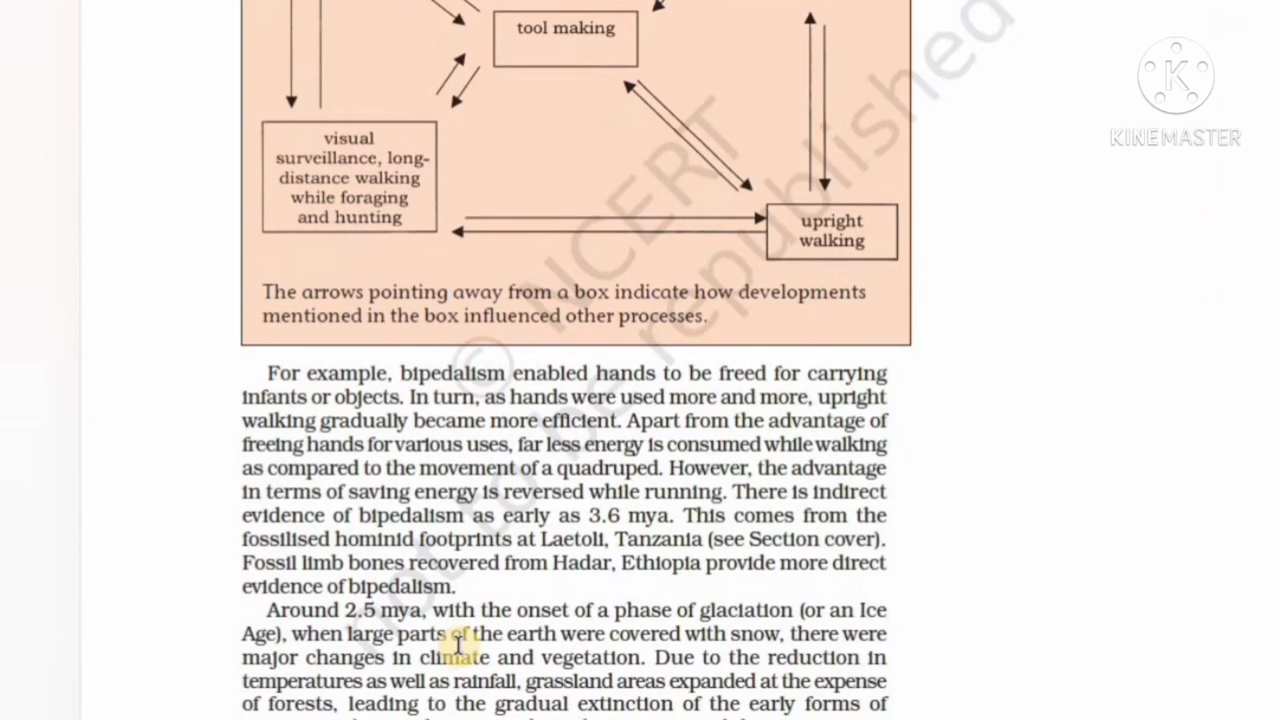 tool making
KINEMASTER
visual
surveillance, long-
distance walking
while foraging
and hunting
upright
walking
The arrows pointing away from a box indicate how developments
mentioned in the box influenced other processes.
© NCERT
not to be republished
For example, bipedalism enabled hands to be freed for carrying
infants or objects. In turn, as hands were used more and more, upright
walking gradually became more efficient. Apart from the advantage of
freeing hands for various uses, far less energy is consumed while walking
as compared to the movement of a quadruped. However, the advantage
in terms of saving energy is reversed while running. There is indirect
evidence of bipedalism as early as 3.6 mya. This comes from the
fossilised hominid footprints at Laetoli, Tanzania (see Section cover).
Fossil limb bones recovered from Hadar, Ethiopia provide more direct
evidence of bipedalism.
Around 2.5 mya, with the onset of a phase of glaciation (or an Ice
Age), when large parts of the earth were covered with snow, there were
major changes in climate and vegetation. Due to the reduction in
temperatures as well as rainfall, grassland areas expanded at the expense
of forests, leading to the gradual extinction of the early forms of